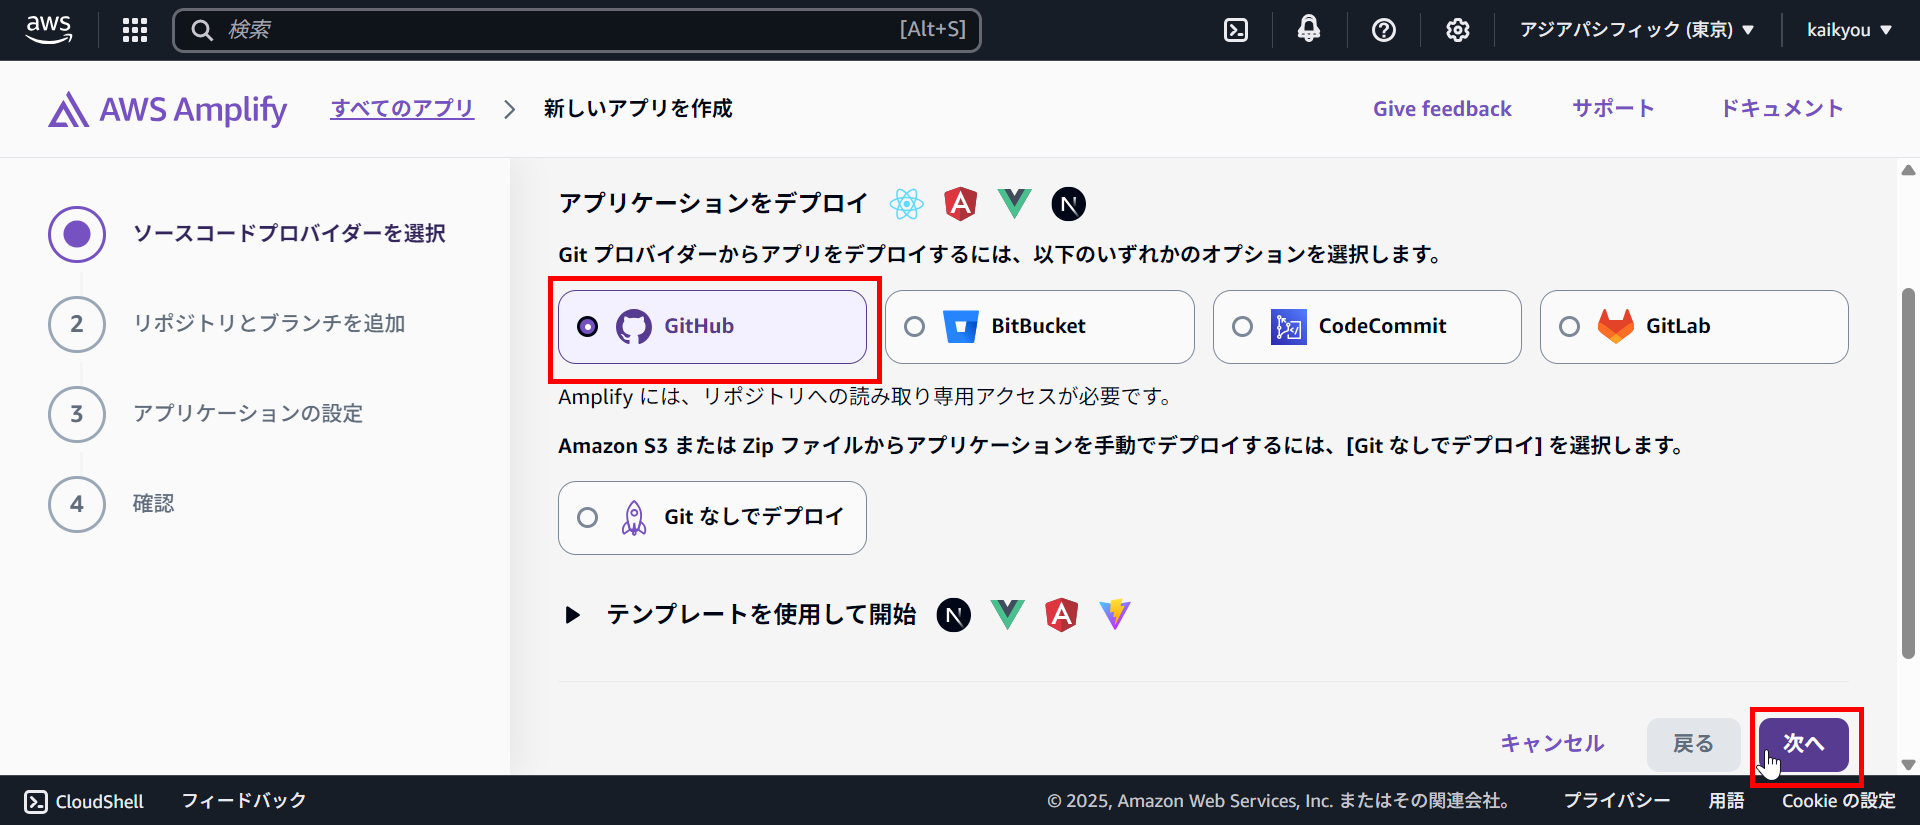 aws 検索 [Alt+S] アジアパシフィック (東京) ▼ kaikyou ▼
AWS Amplify すべてのアプリ > 新しいアプリを作成 Give feedback サポート ドキュメント
ソースコードプロバイダーを選択
2 リポジトリとブランチを追加
3 アプリケーションの設定
4 確認
アプリケーションをデプロイ
Git プロバイダーからアプリをデプロイするには、以下のいずれかのオプションを選択します。
GitHub BitBucket CodeCommit GitLab
Amplify には、リポジトリへの読み取り専用アクセスが必要です。
Amazon S3 または Zip ファイルからアプリケーションを手動でデプロイするには、[Git なしでデプロイ] を選択します。
Git なしでデプロイ
テンプレートを使用して開始
キャンセル 戻る 次へ
CloudShell フィードバック © 2025, Amazon Web Services, Inc. またはその関連会社。 プライバシー 用語 Cookie の設定